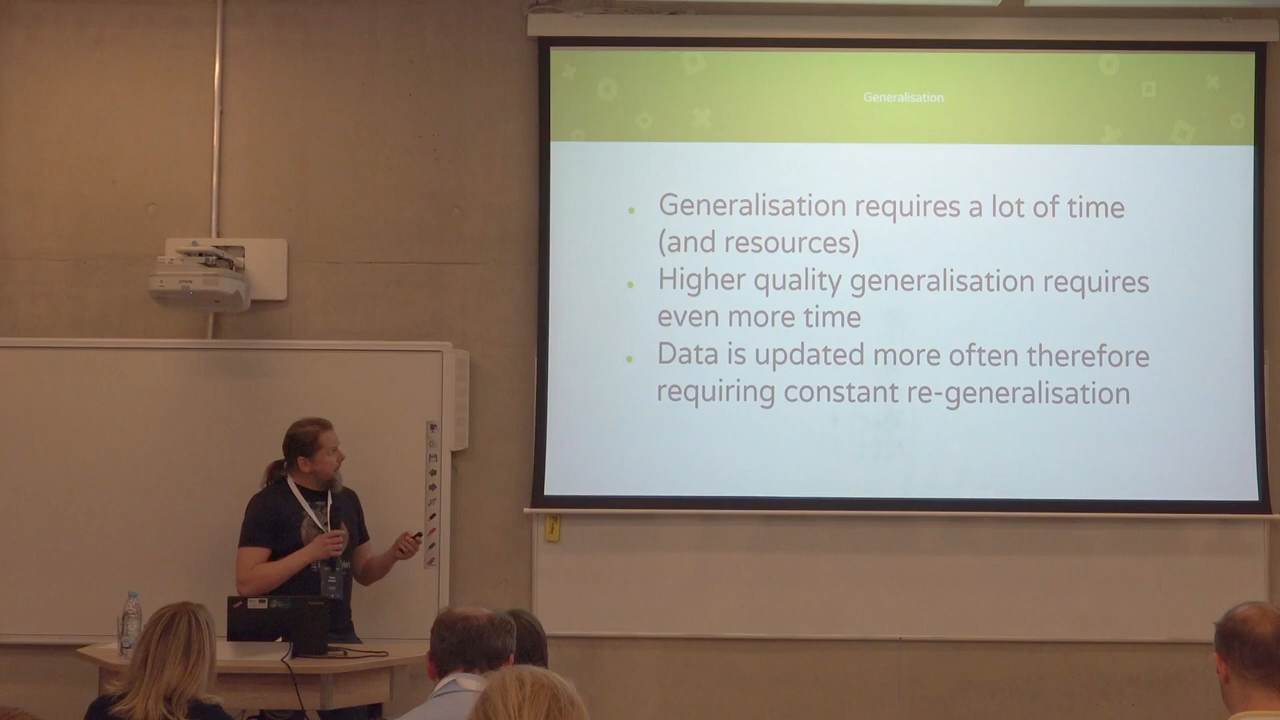 Generalisation
Generalisation requires a lot of time
(and resources)
Higher quality generalisation requires
even more time
Data is updated more often therefore
requiring constant re-generalisation
EPSON